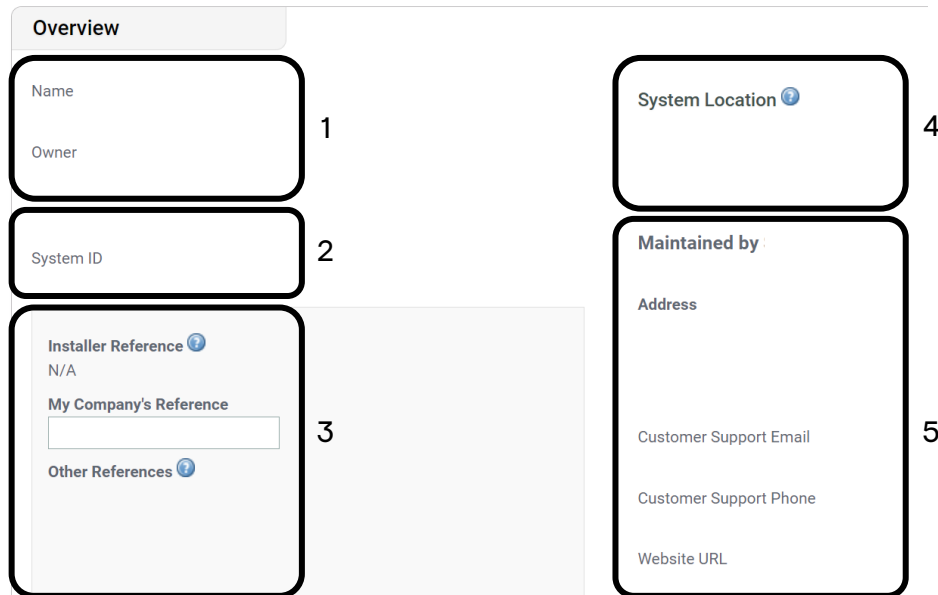 Overview
Name
Owner
1
System ID
2
Installer Reference ?
N/A
My Company's Reference
Other References ?
3
System Location ?
4
Maintained by
Address
Customer Support Email
Customer Support Phone
Website URL
5